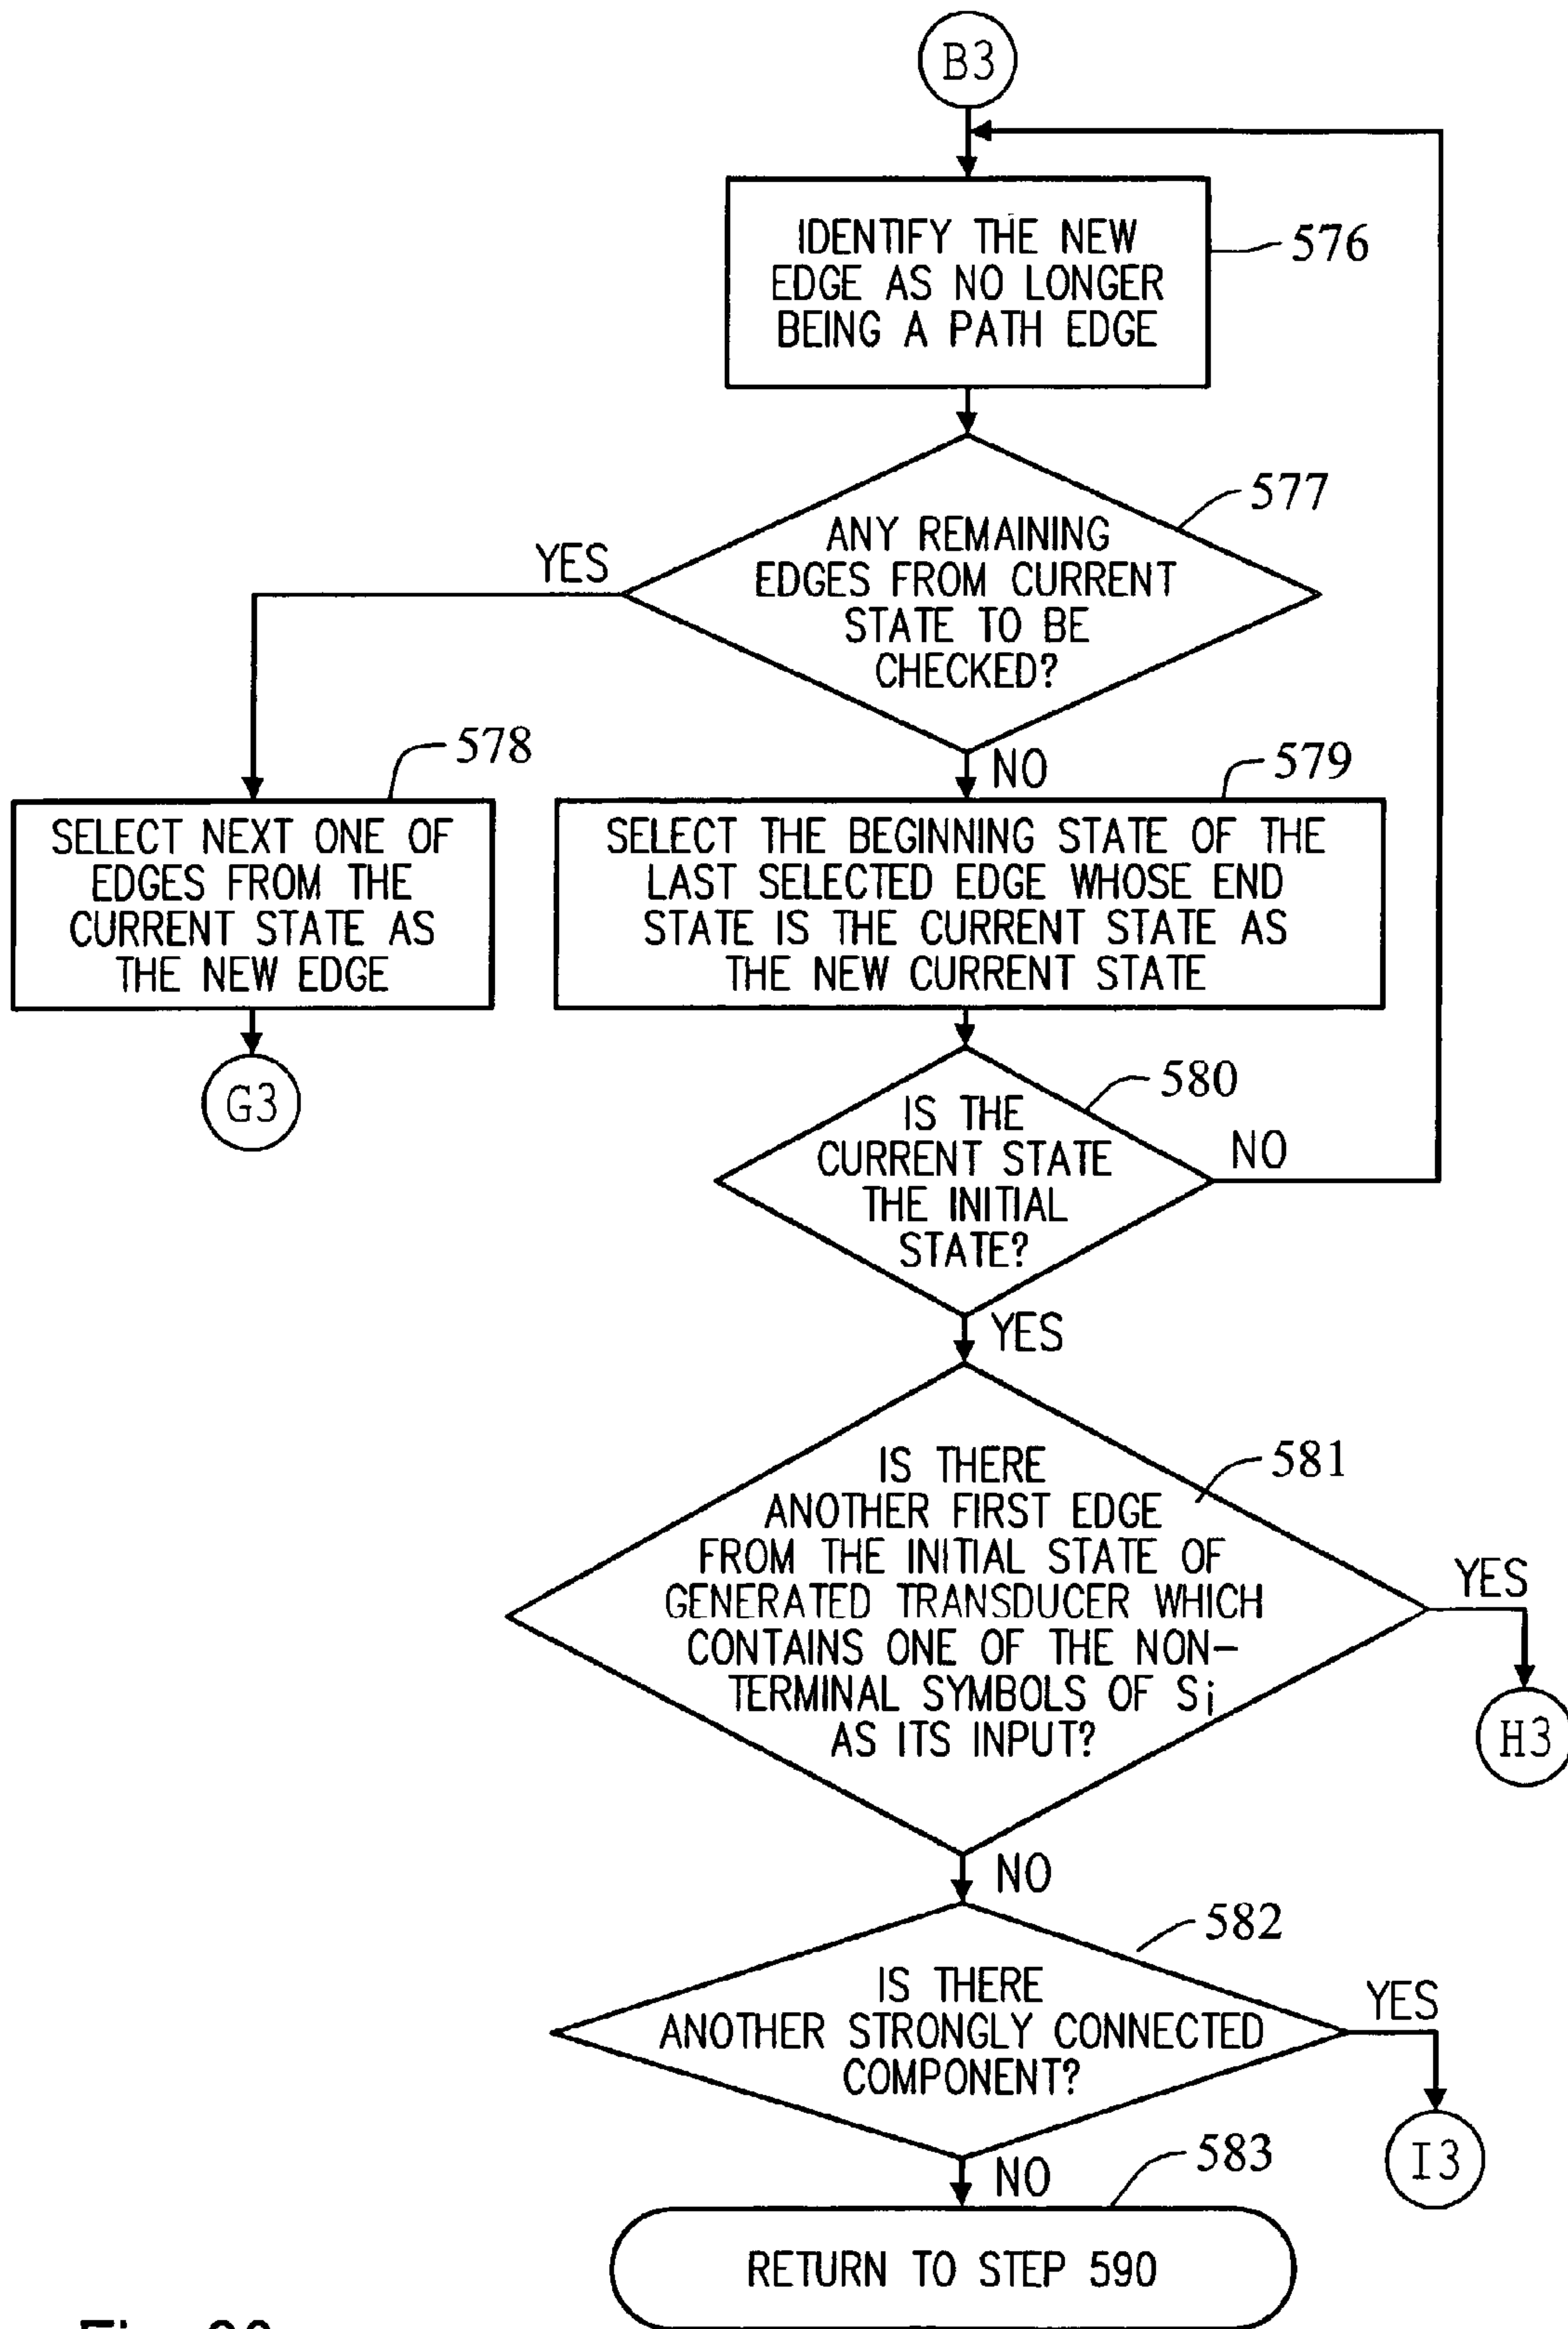 B3
IDENTIFY THE NEW
EDGE AS NO LONGER
BEING A PATH EDGE
576
577
ANY REMAINING
EDGES FROM CURRENT
STATE TO BE
CHECKED?
YES
NO
578
SELECT NEXT ONE OF
EDGES FROM THE
CURRENT STATE AS
THE NEW EDGE
G3
579
SELECT THE BEGINNING STATE OF THE
LAST SELECTED EDGE WHOSE END
STATE IS THE CURRENT STATE AS
THE NEW CURRENT STATE
580
IS THE
CURRENT STATE
THE INITIAL
STATE?
NO
YES
581
IS THERE
ANOTHER FIRST EDGE
FROM THE INITIAL STATE OF
GENERATED TRANSDUCER WHICH
CONTAINS ONE OF THE NON-
TERMINAL SYMBOLS OF Si
AS ITS INPUT?
YES
H3
NO
582
IS THERE
ANOTHER STRONGLY CONNECTED
COMPONENT?
YES
I3
NO
583
RETURN TO STEP 590